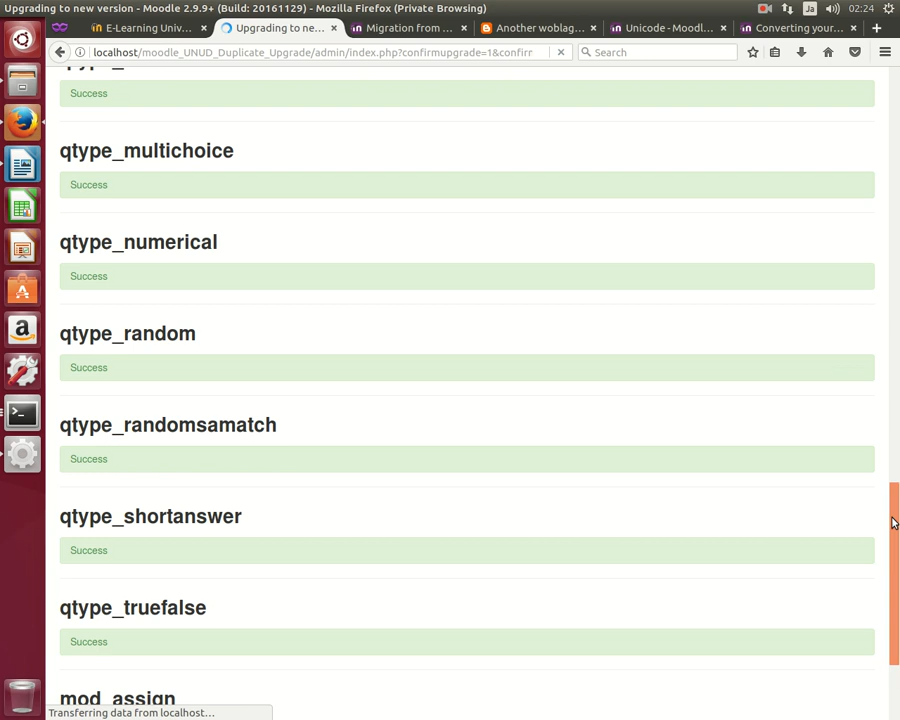 Upgrading to new version - Moodle 2.9.9+ (Build: 20161129) - Mozilla Firefox (Private Browsing)
Ja
02:24
E-Learning Univ...
Upgrading to ne...
Migration from ...
Another woblag...
Unicode - Moodl...
Converting your...
localhost/moodle_UNUD_Duplicate_Upgrade/admin/index.php?confirmupgrade=1&confirr
Search
Success
qtype_multichoice
Success
qtype_numerical
Success
qtype_random
Success
qtype_randomsamatch
Success
qtype_shortanswer
Success
qtype_truefalse
Success
mod_assign
Transferring data from localhost...